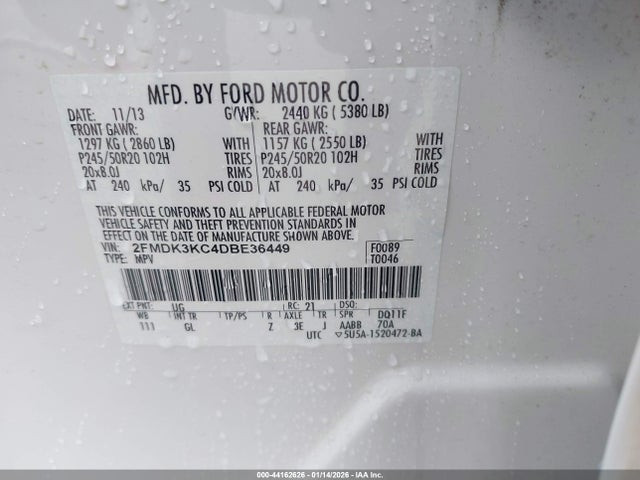 MFD. BY FORD MOTOR CO.
DATE: 11/13 G/WR: 2440 KG ( 5380 LB)
FRONT GAWR: REAR GAWR:
1297 KG ( 2860 LB) WITH 1157 KG ( 2550 LB) WITH
P245/50R20 102H TIRES P245/50R20 102H TIRES
20x8.0J RIMS 20x8.0J RIMS
AT 240 kPa/ 35 PSI COLD AT 240 kPa/ 35 PSI COLD
THIS VEHICLE CONFORMS TO ALL APPLICABLE FEDERAL MOTOR
VEHICLE SAFETY AND THEFT PREVENTION STANDARDS IN
EFFECT ON THE DATE OF MANUFACTURE SHOWN ABOVE.
VIN: 2FMDK3KC4DBE36449 F0089
TYPE: MPV T0046
EXT PNT: UG RC: 21 DSO:
WB INT TR TP/PS R AXLE TR SPR DQ11F
111 GL Z 3E J AABB 70A
UTC ▽5U5A-1520472-BA
000-44162626 - 01/14/2026 - IAA Inc.